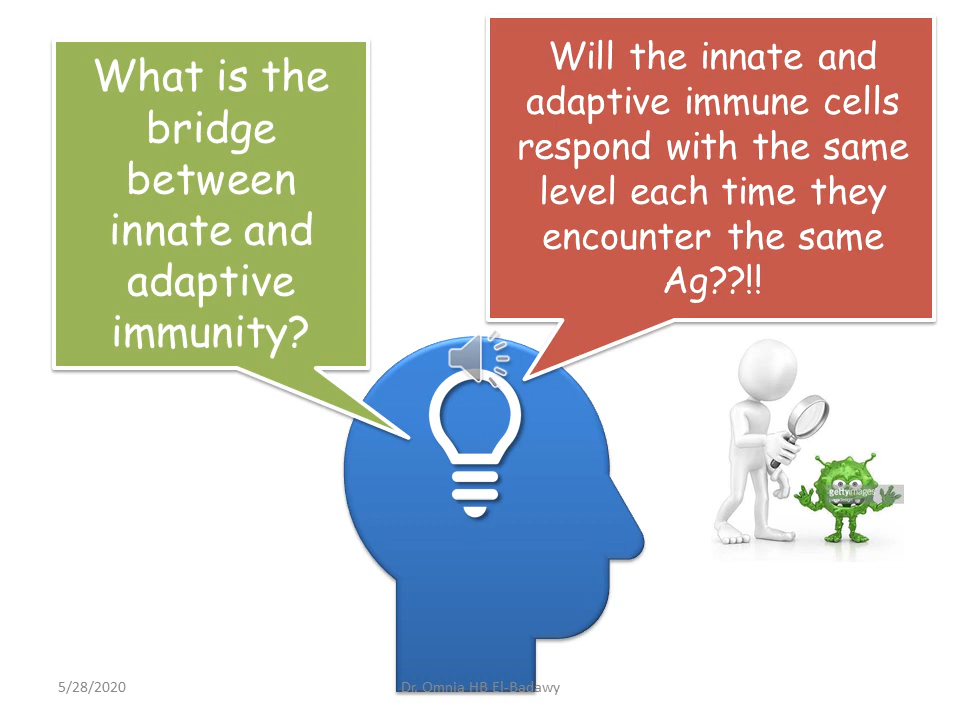 What is the
bridge
between
innate and
adaptive
immunity?
Will the innate and
adaptive immune cells
respond with the same
level each time they
encounter the same
Ag??!!
gettyimages
5/28/2020
Dr. Omnia HB El-Badawy